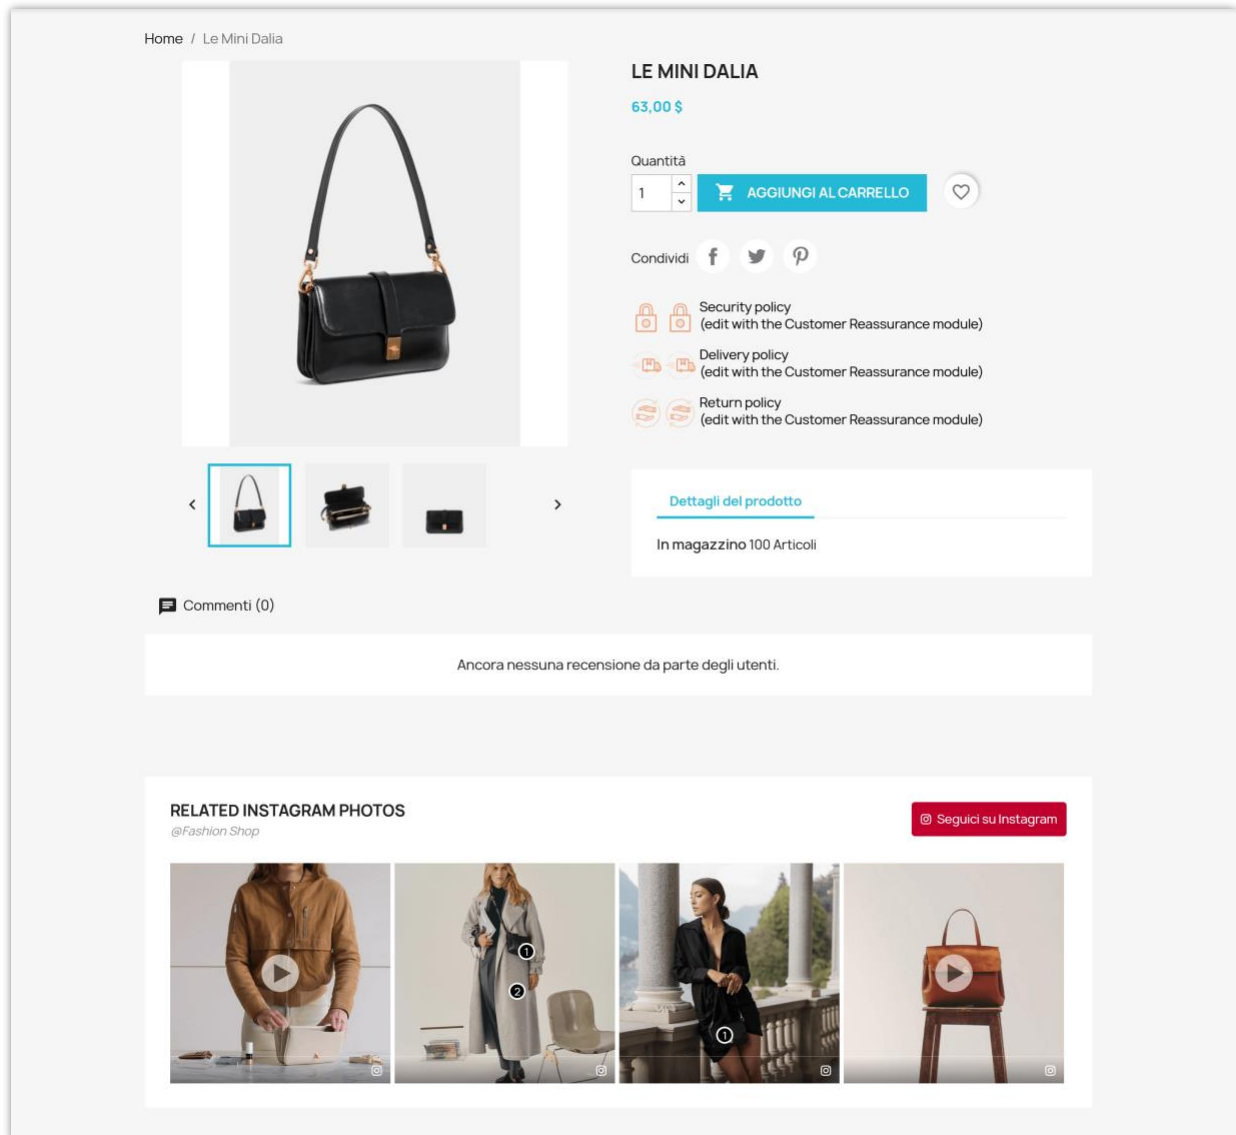 Home / Le Mini Dalia
LE MINI DALIA
63,00 $
Quantità
1
AGGIUNGI AL CARRELLO
Condividi
Security policy
(edit with the Customer Reassurance module)
Delivery policy
(edit with the Customer Reassurance module)
Return policy
(edit with the Customer Reassurance module)
Dettagli del prodotto
In magazzino 100 Articoli
Commenti (0)
Ancora nessuna recensione da parte degli utenti.
RELATED INSTAGRAM PHOTOS
@Fashion Shop
Seguici su Instagram
1
2
1